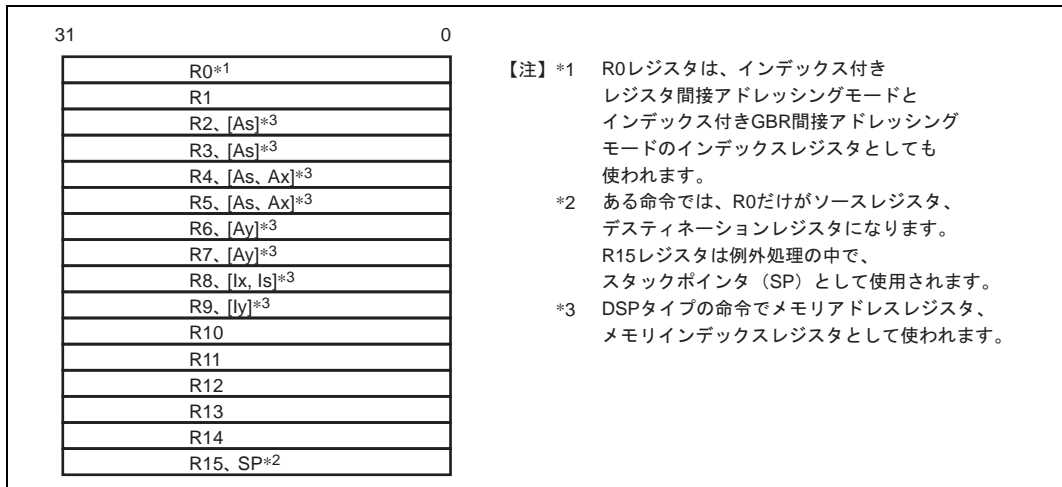 31 0
R0*1
R1
R2、[As]*3
R3、[As]*3
R4、[As、Ax]*3
R5、[As、Ax]*3
R6、[Ay]*3
R7、[Ay]*3
R8、[Ix, Is]*3
R9、[Iy]*3
R10
R11
R12
R13
R14
R15、SP*2
【注】*1 R0レジスタは、インデックス付き
レジスタ間接アドレッシングモードと
インデックス付きGBR間接アドレッシング
モードのインデックスレジスタとしても
使われます。
*2 ある命令では、R0だけがソースレジスタ、
デスティネーションレジスタになります。
R15レジスタは例外処理の中で、
スタックポインタ（SP）として使用されます。
*3 DSPタイプの命令でメモリアドレスレジスタ、
メモリインデックスレジスタとして使われます。